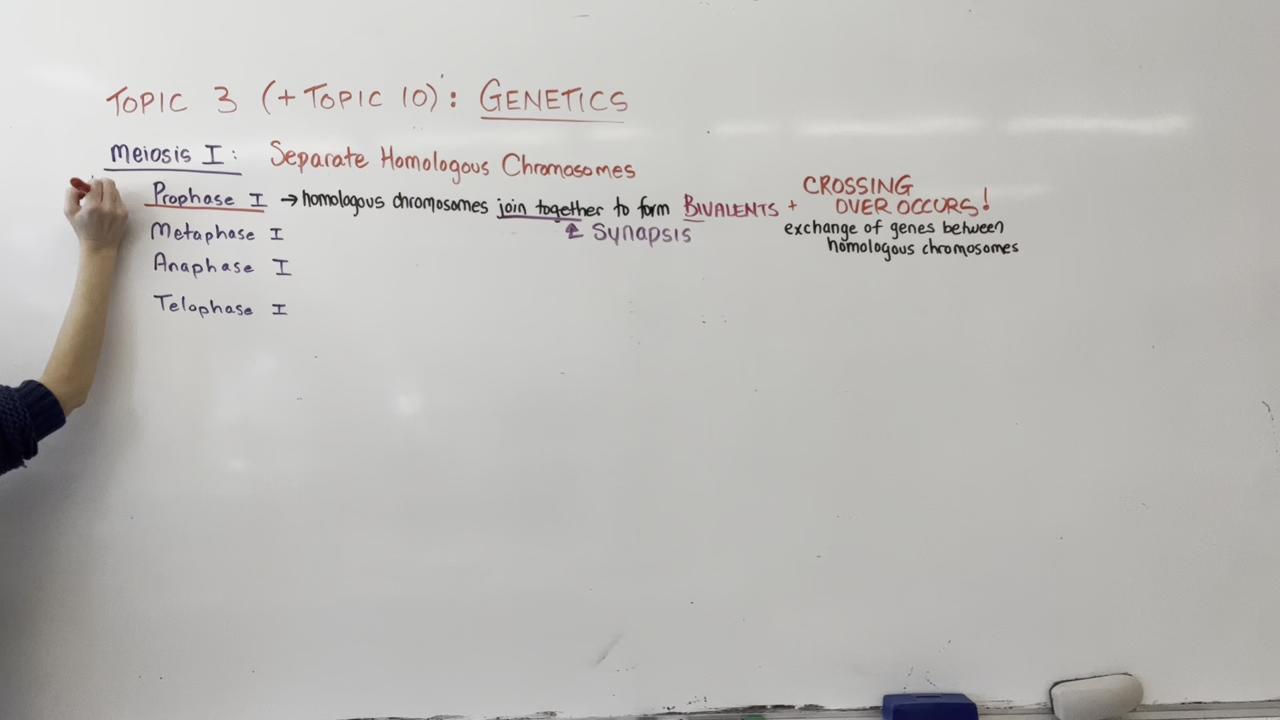 TOPIC 3 (+ TOPIC 10): GENETICS
Meiosis I: Separate Homologous Chromosomes
Prophase I → homologous chromosomes join together to form BIVALENTS + CROSSING OVER OCCURS!
↑ Synapsis
exchange of genes between
homologous chromosomes
Metaphase I
Anaphase I
Telophase I